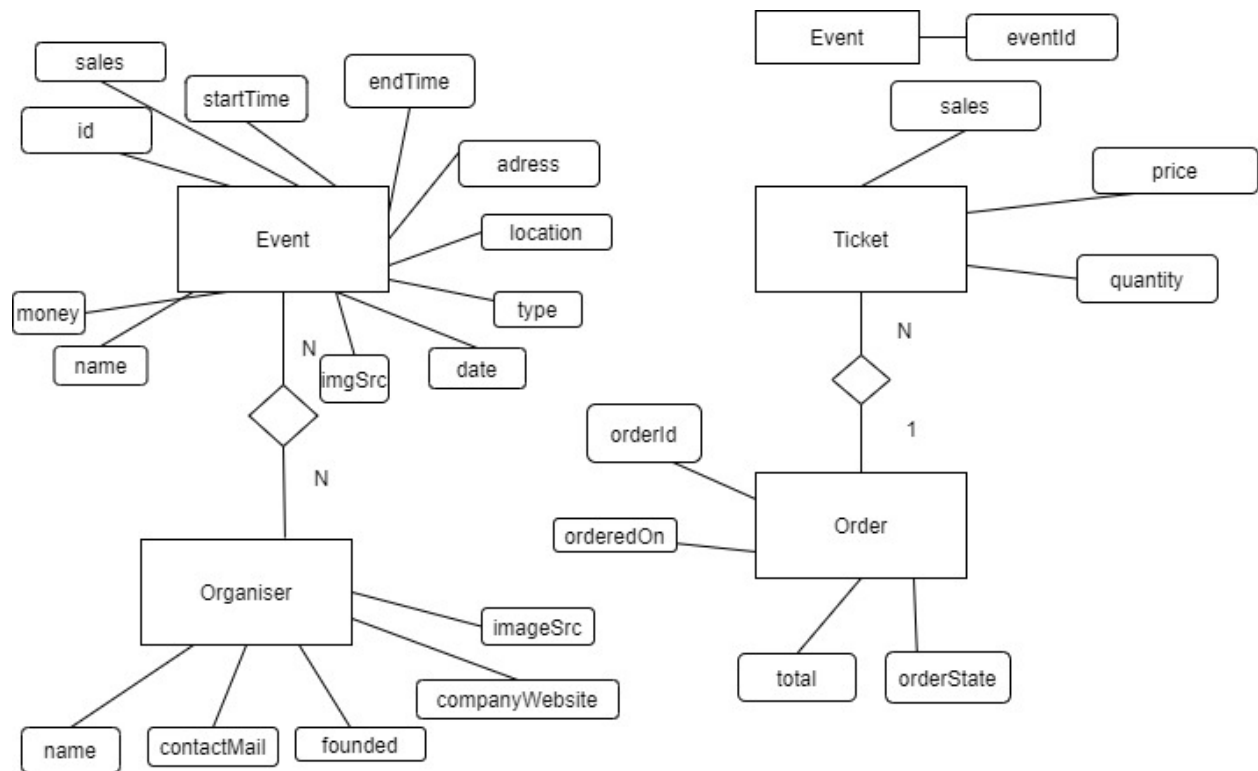 Event
eventId
sales
endTime
startTime
sales
id
adress
price
Event
location
Ticket
quantity
money
type
name
N
imgSrc
date
N
orderId
1
N
orderedOn
Order
Organiser
imageSrc
total
orderState
companyWebsite
name
contactMail
founded